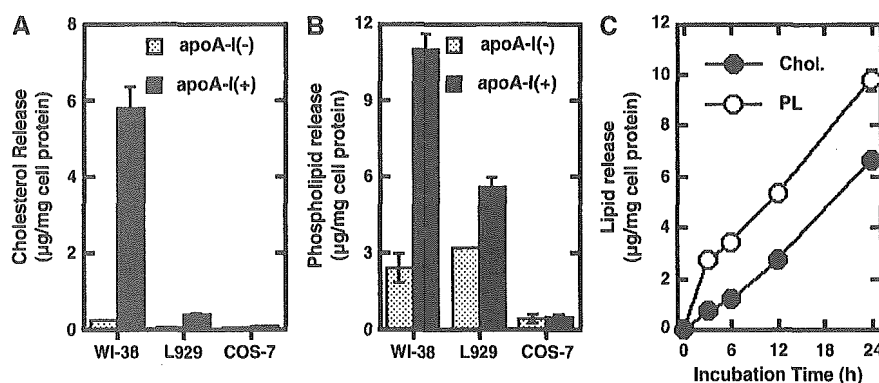 A
Cholesterol Release
(µg/mg cell protein)
8
6
4
2
0
apoA-I(-)
apoA-I(+)
WI-38
L929
COS-7
B
Phospholipid release
(µg/mg cell protein)
12
9
6
3
0
apoA-I(-)
apoA-I(+)
WI-38
L929
COS-7
C
Lipid release
(µg/mg cell protein)
12
10
8
6
4
2
0
Chol.
PL
0 6 12 18 24
Incubation Time (h)